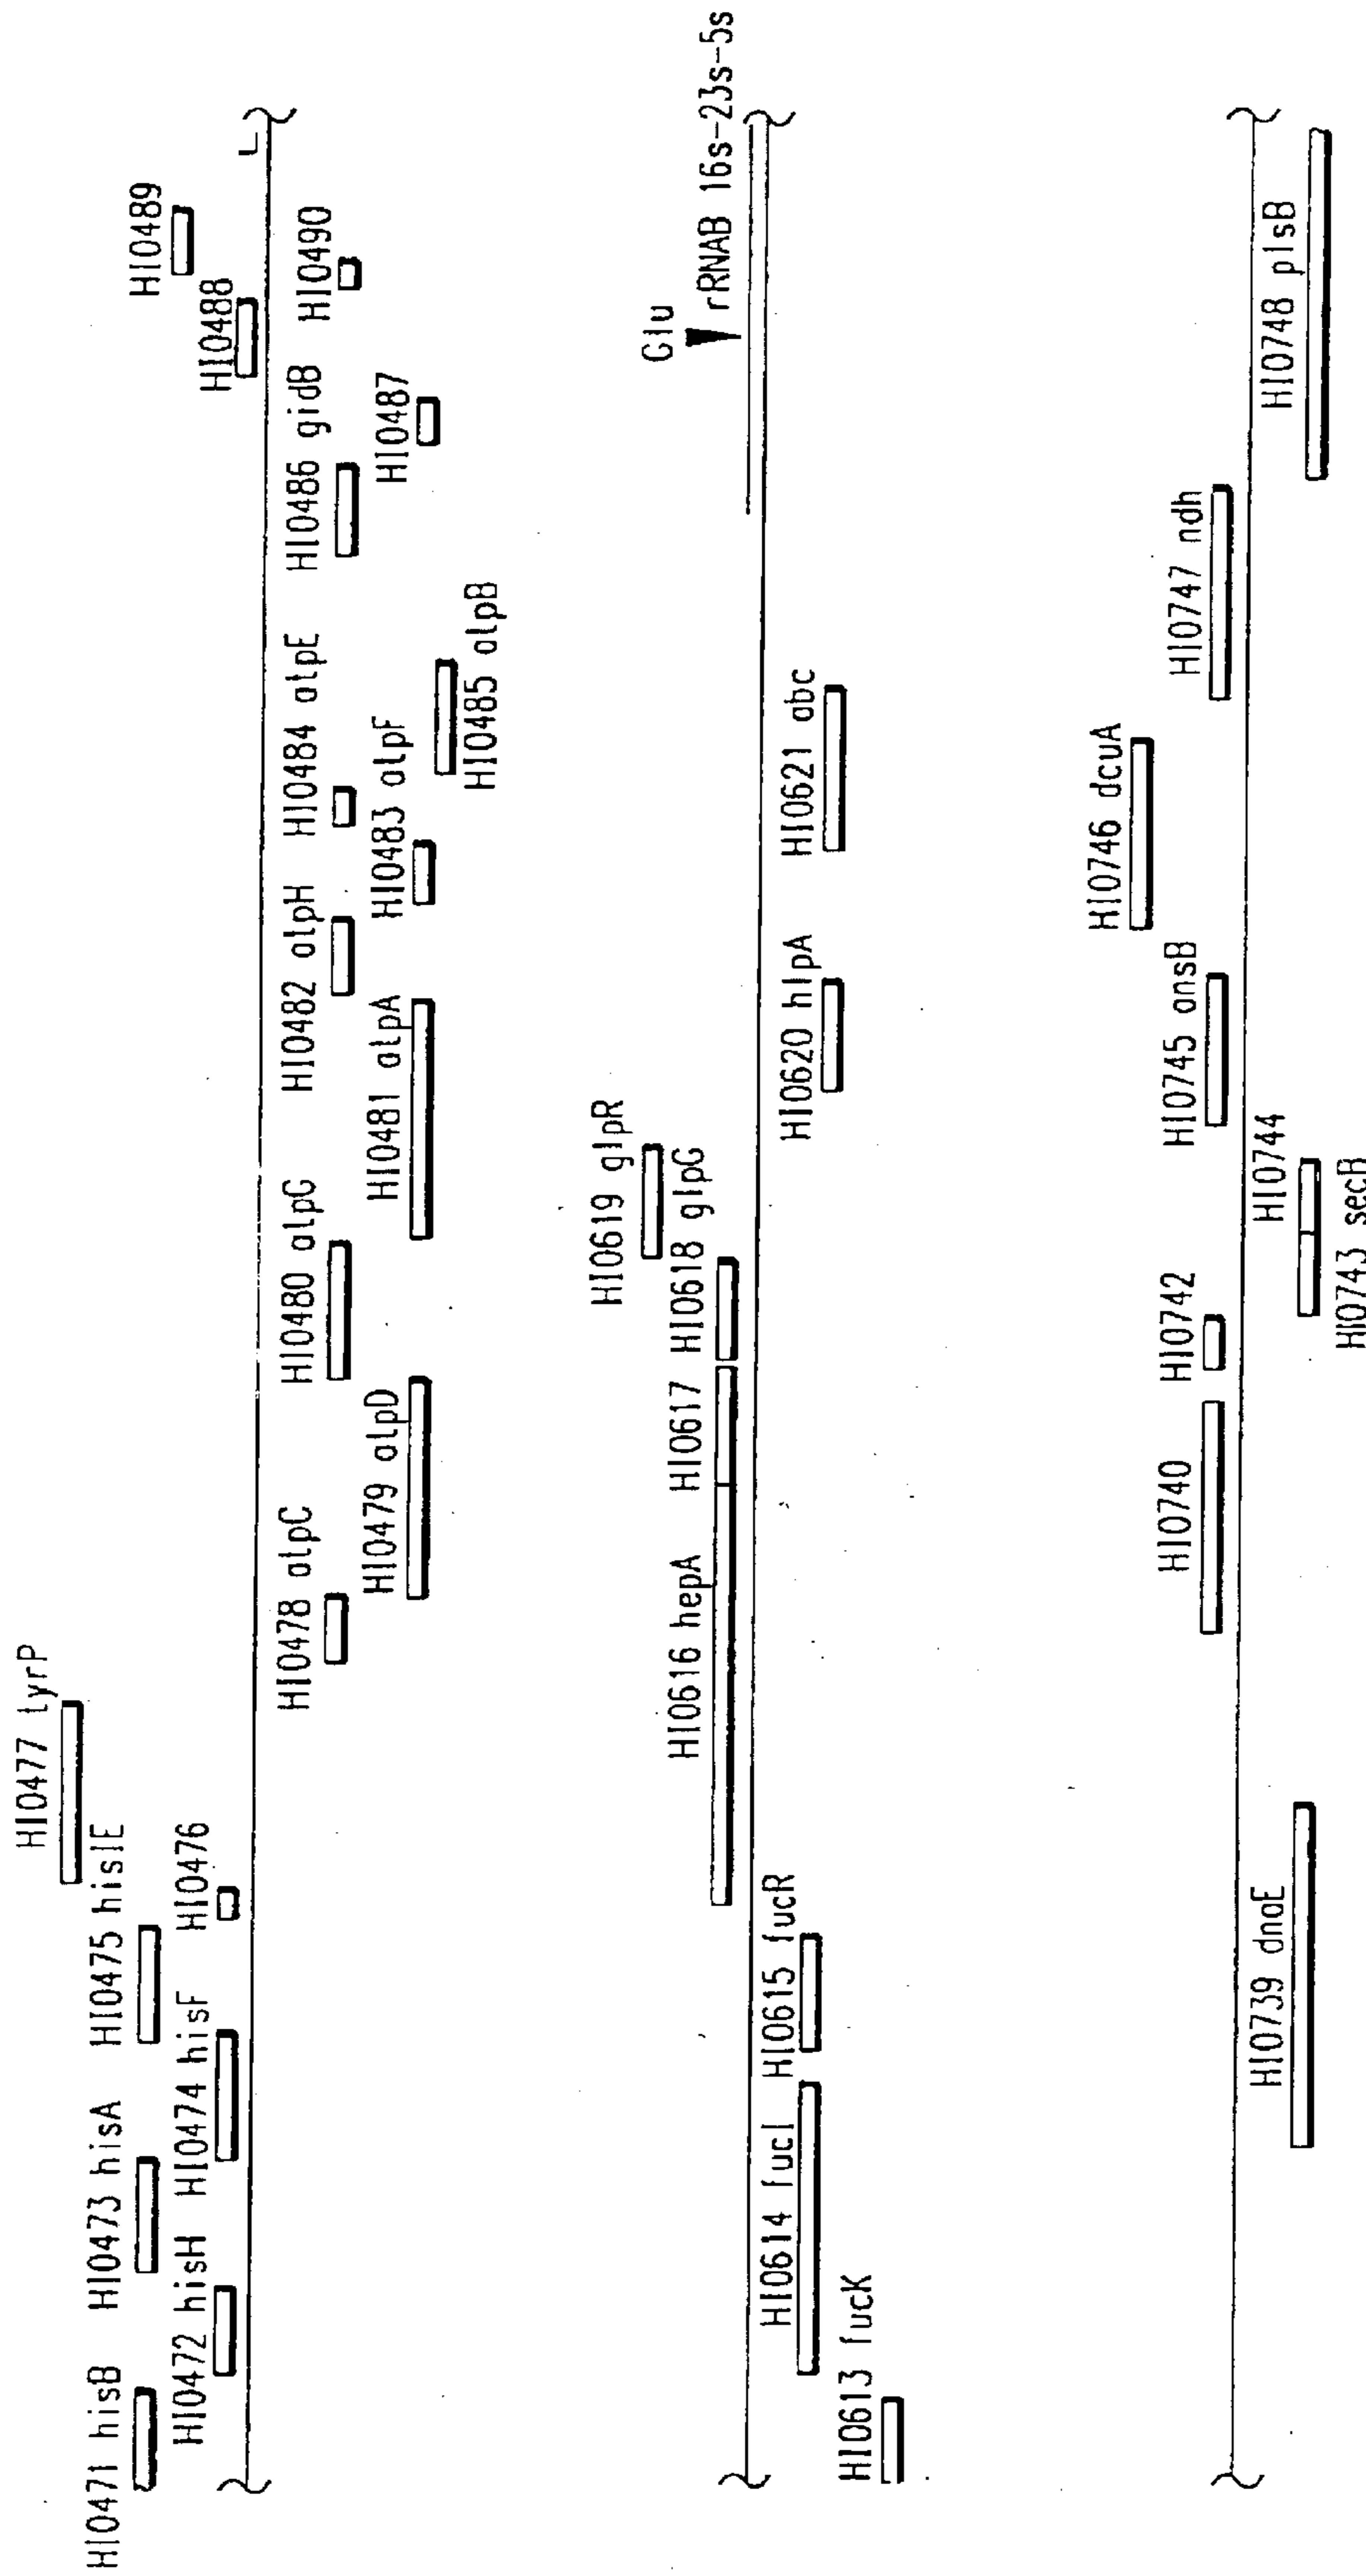 HI0477 tyrP
HI0471 hisB
HI0473 hisA
HI0475 hisIE
HI0489
HI0472 hisH
HI0474 hisF
HI0476
HI0488
HI0478 atpC
HI0480 atpG
HI0482 atpH
HI0484 atpE
HI0486 gidB
HI0490
HI0479 atpD
HI0481 atpA
HI0483 atpF
HI0487
HI0485 atpB
HI0619 glpR
Glu
HI0616 hepA
HI0617
HI0618 glpG
rRNAB 16s-23s-5s
HI0614 fucI
HI0615 fucR
HI0620 hlpA
HI0621 abc
HI0613 fucK
HI0746 dcuA
HI0740
HI0742
HI0745 ansB
HI0747 ndh
HI0739 dnaE
HI0744
HI0748 plsB
HI0743 secB